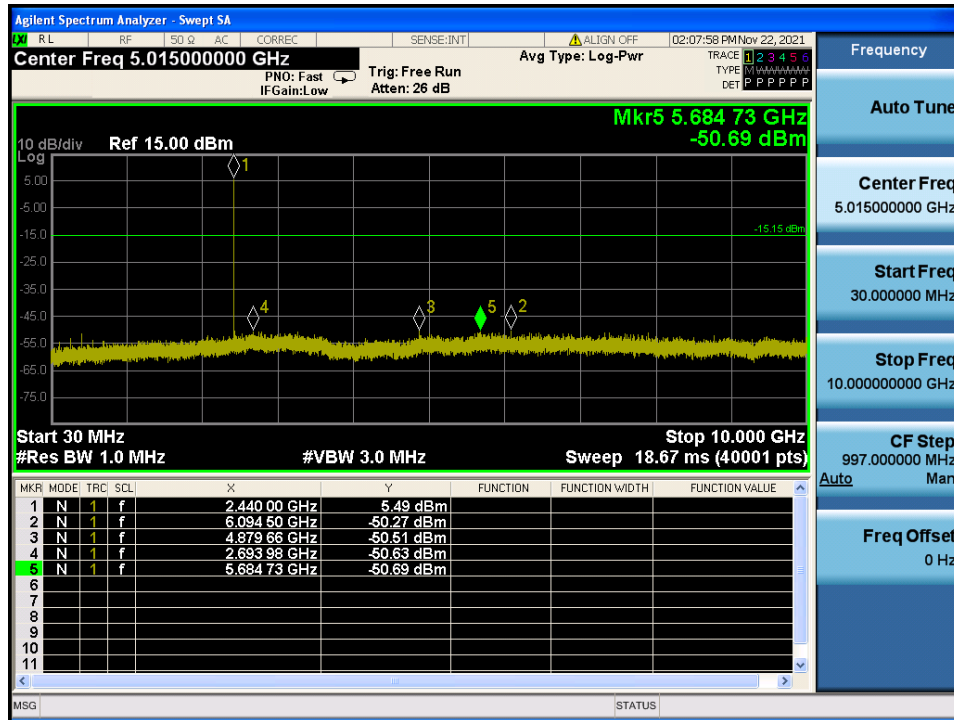 Agilent Spectrum Analyzer - Swept SA
LXI RL RF 50 Ω AC CORREC SENSE:INT ALIGN OFF 02:07:58 PM Nov 22, 2021
Center Freq 5.015000000 GHz
PNO: Fast
IFGain:Low
Trig: Free Run
Atten: 26 dB
Avg Type: Log-Pwr
TRACE 1 2 3 4 5 6
TYPE M WWWWW
DET P P P P P P
Mkr5 5.684 73 GHz
-50.69 dBm
10 dB/div Ref 15.00 dBm
Log
1
5.00
-5.00
-15.0
-15.15 dBm
-25.0
-35.0
4 3 5 2
-45.0
-55.0
-65.0
-75.0
Start 30 MHz Stop 10.000 GHz
#Res BW 1.0 MHz #VBW 3.0 MHz Sweep 18.67 ms (40001 pts)
MKR MODE TRC SCL X Y FUNCTION FUNCTION WIDTH FUNCTION VALUE
1 N 1 f 2.440 00 GHz 5.49 dBm
2 N 1 f 6.094 50 GHz -50.27 dBm
3 N 1 f 4.879 66 GHz -50.51 dBm
4 N 1 f 2.693 98 GHz -50.63 dBm
5 N 1 f 5.684 73 GHz -50.69 dBm
6
7
8
9
10
11
MSG STATUS
Frequency
Auto Tune
Center Freq
5.015000000 GHz
Start Freq
30.000000 MHz
Stop Freq
10.000000000 GHz
CF Step
997.000000 MHz
Auto Man
Freq Offset
0 Hz